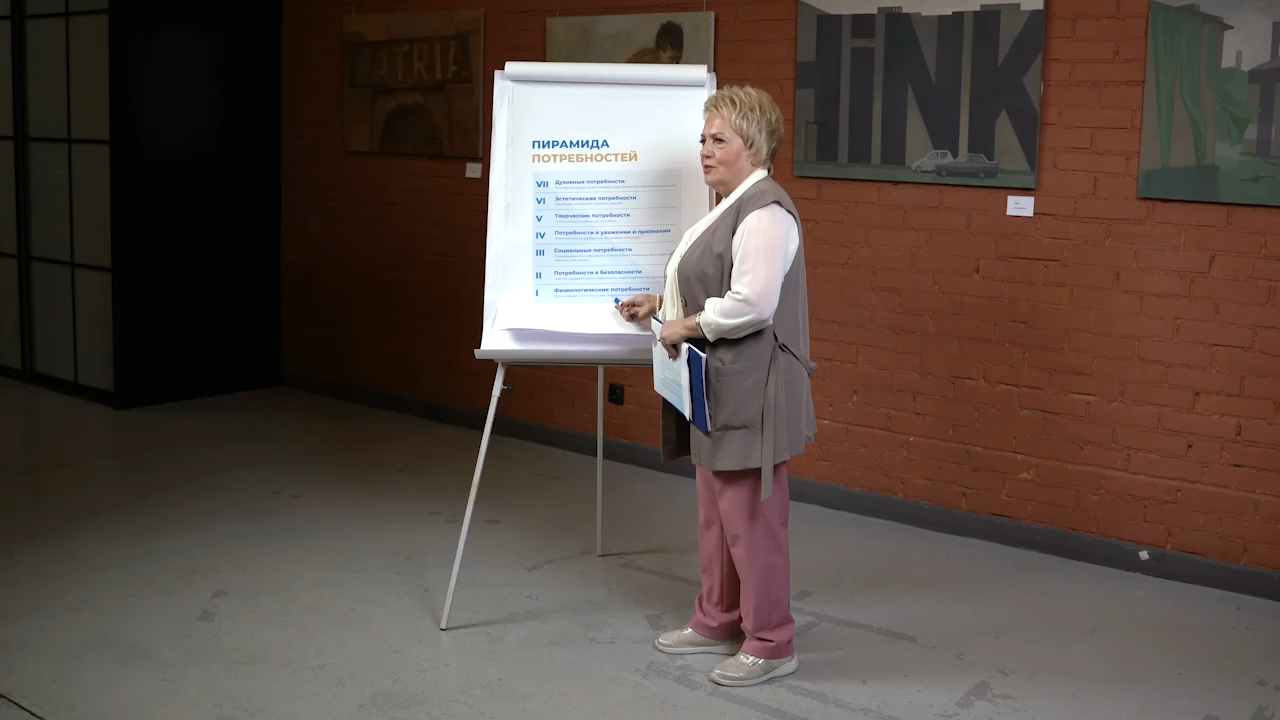 PATRIA
HiNK
ПИРАМИДА
ПОТРЕБНОСТЕЙ
VII Духовные потребности
VI Эстетические потребности
V Творческие потребности
IV Потребности в уважении и признании
III Социальные потребности
II Потребности в безопасности
I Физиологические потребности